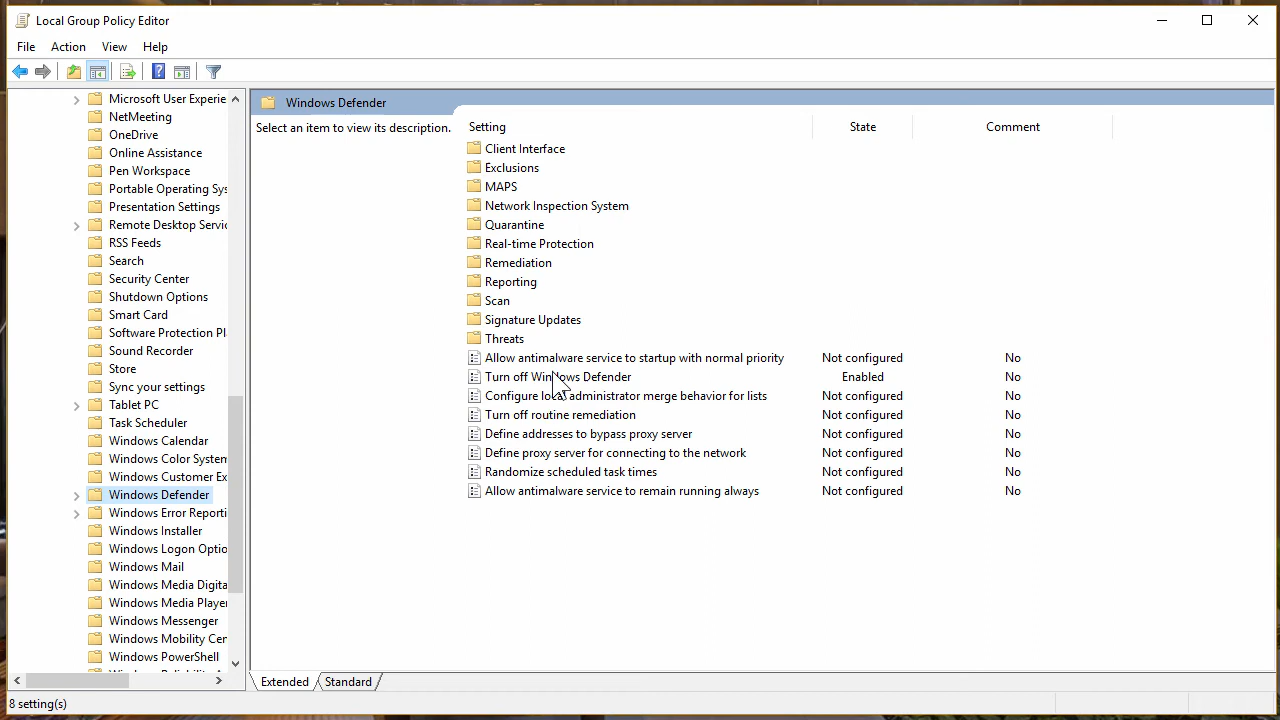 Local Group Policy Editor
File Action View Help
Microsoft User Experie
NetMeeting
OneDrive
Online Assistance
Pen Workspace
Portable Operating Sys
Presentation Settings
Remote Desktop Servic
RSS Feeds
Search
Security Center
Shutdown Options
Smart Card
Software Protection Pl
Sound Recorder
Store
Sync your settings
Tablet PC
Task Scheduler
Windows Calendar
Windows Color System
Windows Customer Ex
Windows Defender
Windows Error Reporti
Windows Installer
Windows Logon Optio
Windows Mail
Windows Media Digita
Windows Media Player
Windows Messenger
Windows Mobility Cen
Windows PowerShell
Windows Defender
Select an item to view its description.
Setting State Comment
Client Interface
Exclusions
MAPS
Network Inspection System
Quarantine
Real-time Protection
Remediation
Reporting
Scan
Signature Updates
Threats
Allow antimalware service to startup with normal priority Not configured No
Turn off Windows Defender Enabled No
Configure local administrator merge behavior for lists Not configured No
Turn off routine remediation Not configured No
Define addresses to bypass proxy server Not configured No
Define proxy server for connecting to the network Not configured No
Randomize scheduled task times Not configured No
Allow antimalware service to remain running always Not configured No
Extended Standard
8 setting(s)